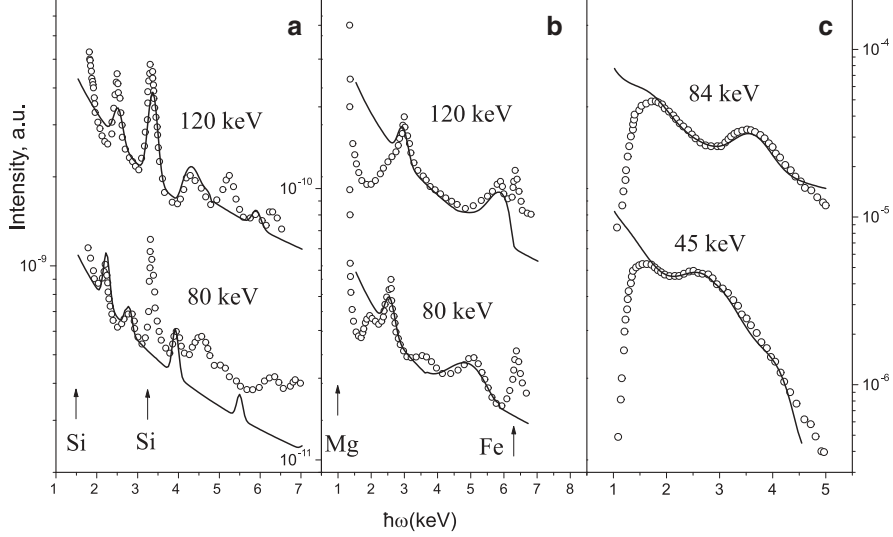 a
b
c
120 keV
120 keV
84 keV
80 keV
80 keV
45 keV
Si
Si
Mg
Fe
Intensity, a.u.
10⁻⁹
10⁻¹⁰
10⁻¹¹
10⁻⁴
10⁻⁵
10⁻⁶
1 2 3 4 5 6 7
1 2 3 4 5 6 7 8
1 2 3 4 5
ħω(keV)